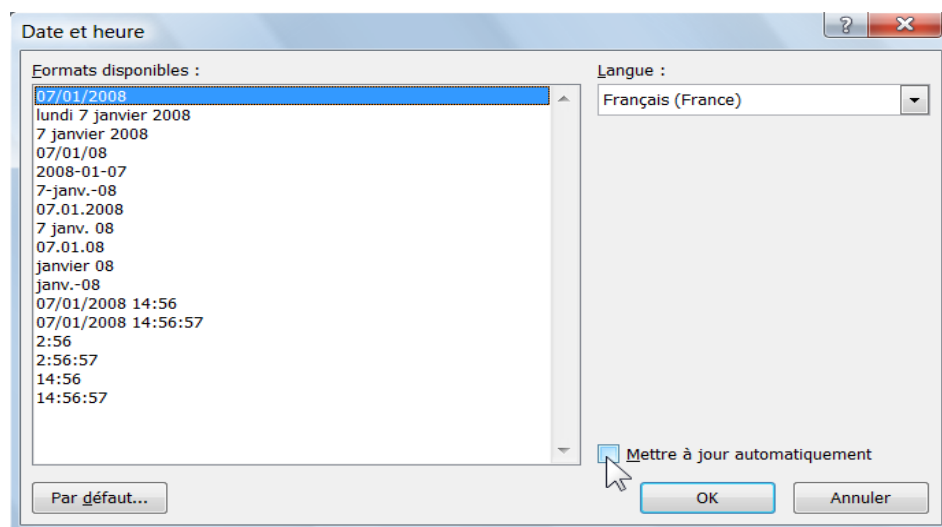 Date et heure
Formats disponibles :
07/01/2008
lundi 7 janvier 2008
7 janvier 2008
07/01/08
2008-01-07
7-janv.-08
07.01.2008
7 janv. 08
07.01.08
janvier 08
janv.-08
07/01/2008 14:56
07/01/2008 14:56:57
2:56
2:56:57
14:56
14:56:57
Langue :
Français (France)
Mettre à jour automatiquement
Par défaut...
OK
Annuler